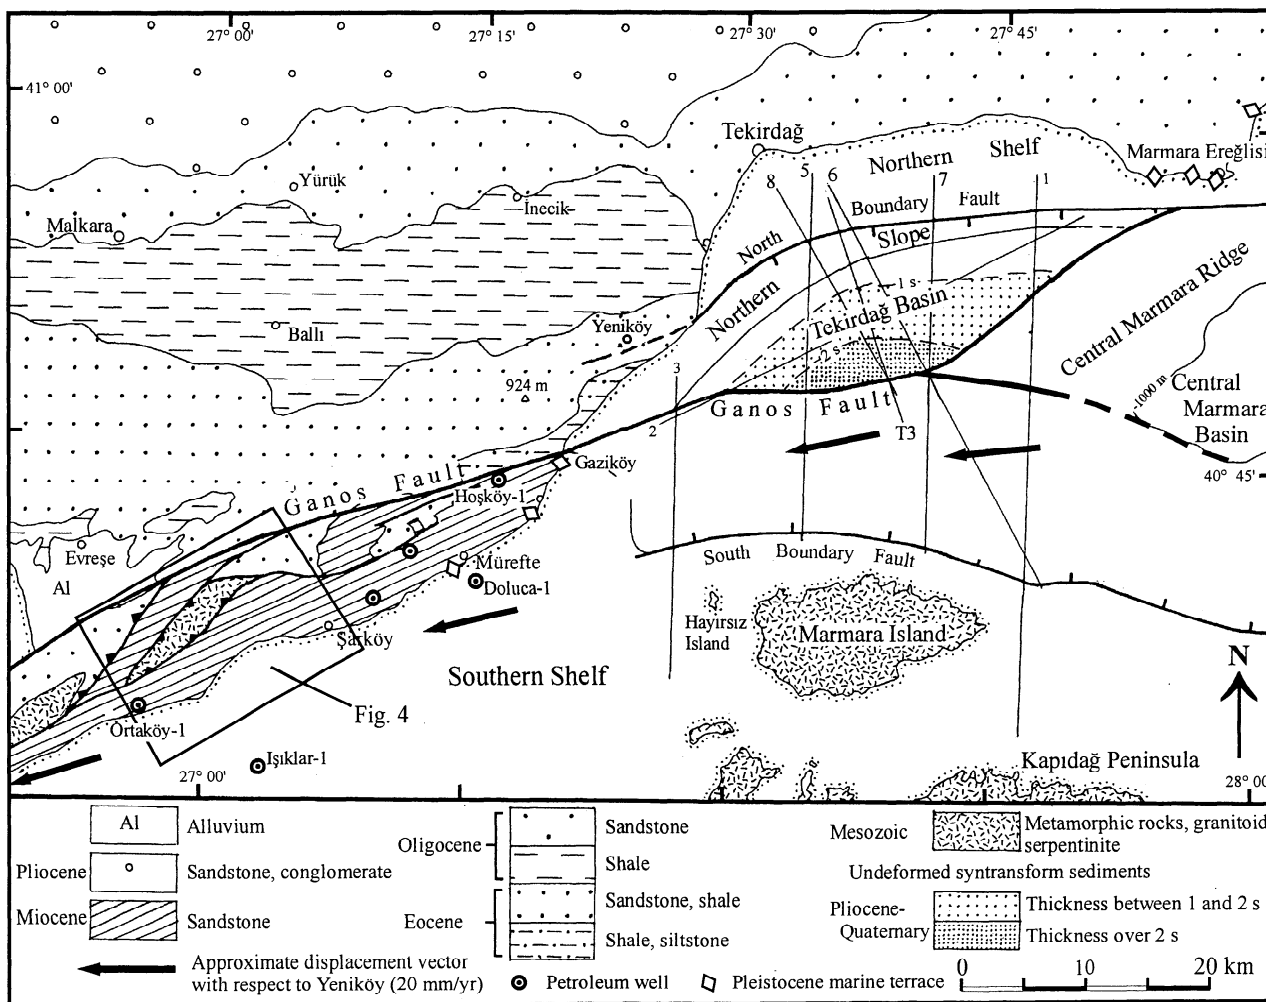 27° 00'
27° 15'
27° 30'
27° 45'
41° 00'
Tekirdağ
Marmara Ereğlisi
Northern Shelf
8
5
6
7
1
Yürük
İnecik
Malkara
North Boundary Fault
Northern Slope
1 s
Tekirdağ Basin
2 s
Central Marmara Ridge
Ballı
Yeniköy
924 m
3
2
Ganos Fault
T3
-1000 m
Central
Marmara
Basin
40° 45'
Gaziköy
Ganos Fault
Hoşköy-1
Evreşe
Al
Mürefte
Doluca-1
South Boundary Fault
Hayirsız
Island
Marmara Island
Şarköy
Southern Shelf
N
Fig. 4
Ortaköy-1
Işıklar-1
Kapıdağ Peninsula
27° 00'
28° 00'
Al
Alluvium
Pliocene
Sandstone, conglomerate
Miocene
Sandstone
Approximate displacement vector
with respect to Yeniköy (20 mm/yr)
Oligocene
Sandstone
Shale
Eocene
Sandstone, shale
Shale, siltstone
Petroleum well
Pleistocene marine terrace
Mesozoic
Metamorphic rocks, granitoid
serpentinite
Undeformed syntransform sediments
Pliocene-
Quaternary
Thickness between 1 and 2 s
Thickness over 2 s
0 10 20 km